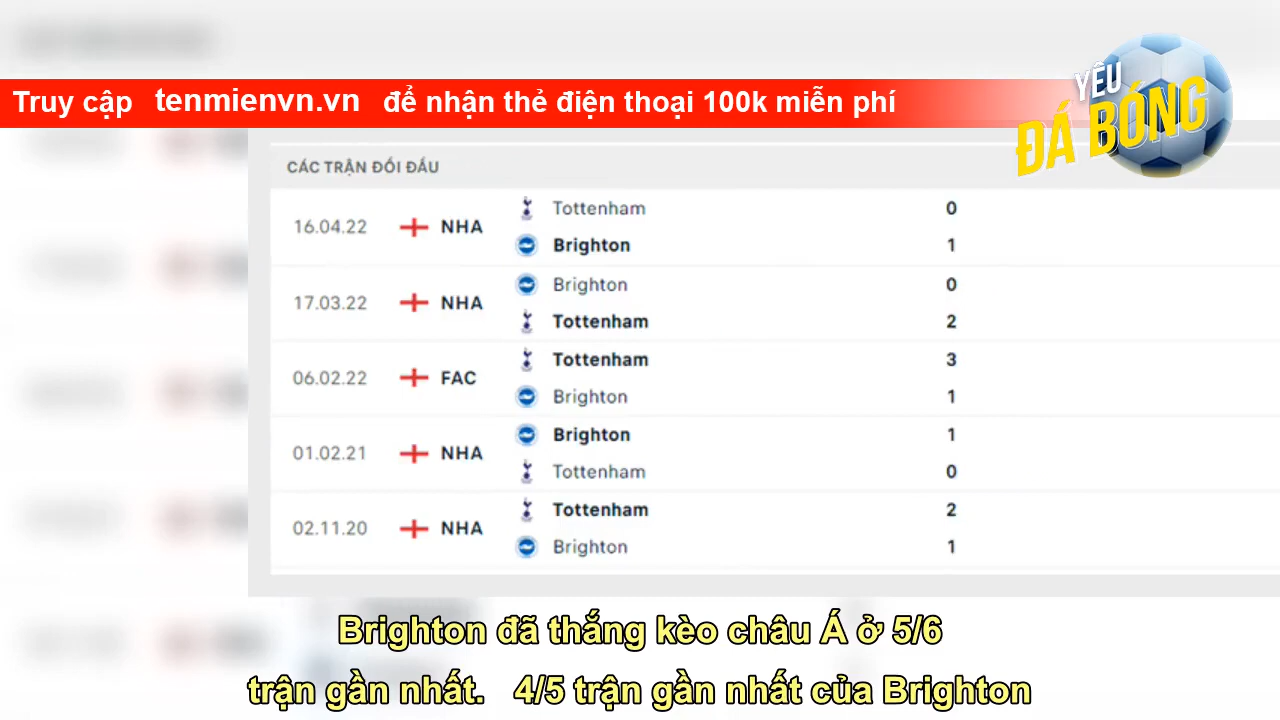 Truy cập tenmienvn.vn để nhận thẻ điện thoại 100k miễn phí
YÊU
ĐÁ BÓNG
CÁC TRẬN ĐỐI ĐẦU
16.04.22 NHA Tottenham 0
Brighton 1
17.03.22 NHA Brighton 0
Tottenham 2
06.02.22 FAC Tottenham 3
Brighton 1
01.02.21 NHA Brighton 1
Tottenham 0
02.11.20 NHA Tottenham 2
Brighton 1
Brighton đã thắng kèo châu Á ở 5/6
trận gần nhất. 4/5 trận gần nhất của Brighton